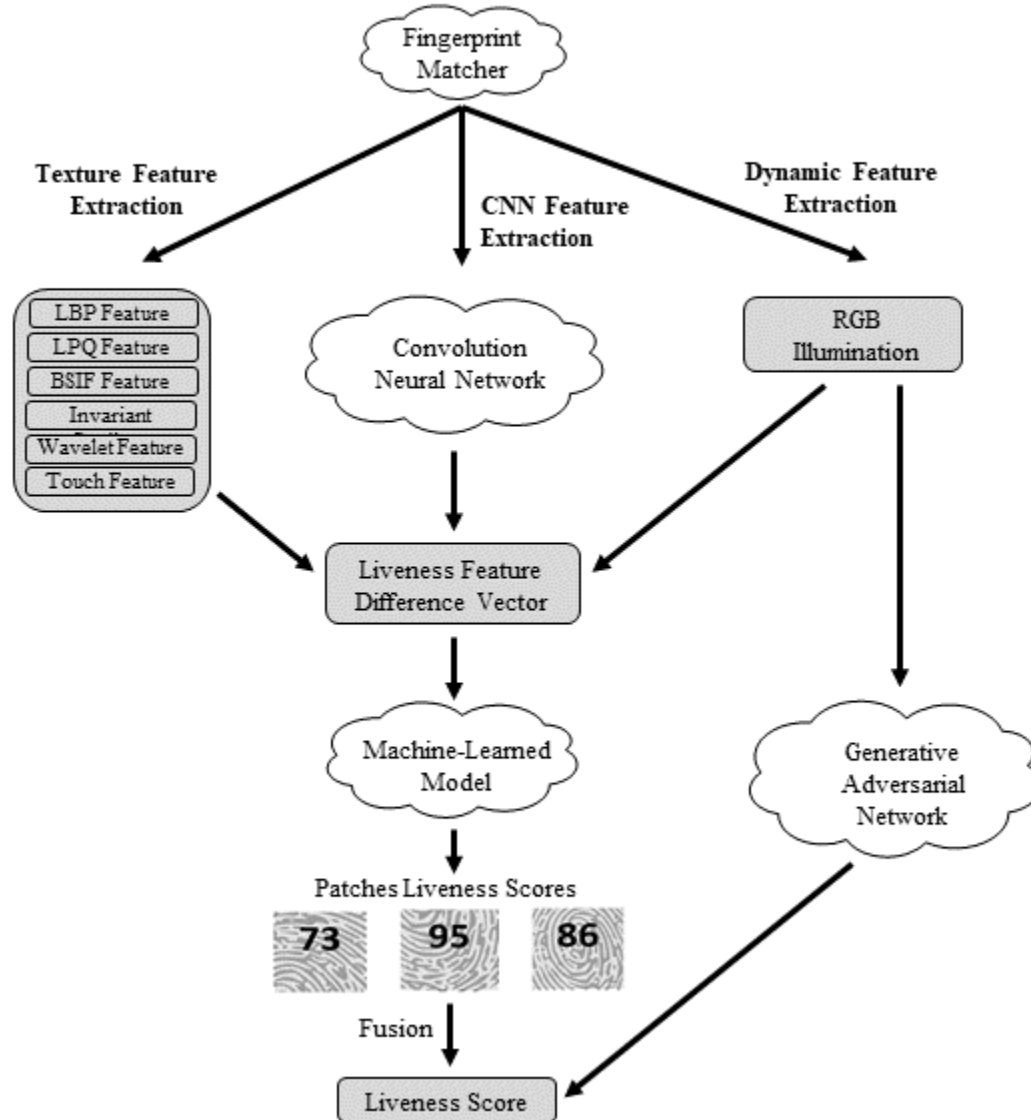 Fingerprint
Matcher
Texture Feature
Extraction
CNN Feature
Extraction
Dynamic Feature
Extraction
LBP Feature
LPQ Feature
BSIF Feature
Invariant
Wavelet Feature
Touch Feature
Convolution
Neural Network
RGB
Illumination
Liveness Feature
Difference Vector
Machine-Learned
Model
Generative
Adversarial
Network
Patches Liveness Scores
73
95
86
Fusion
Liveness Score